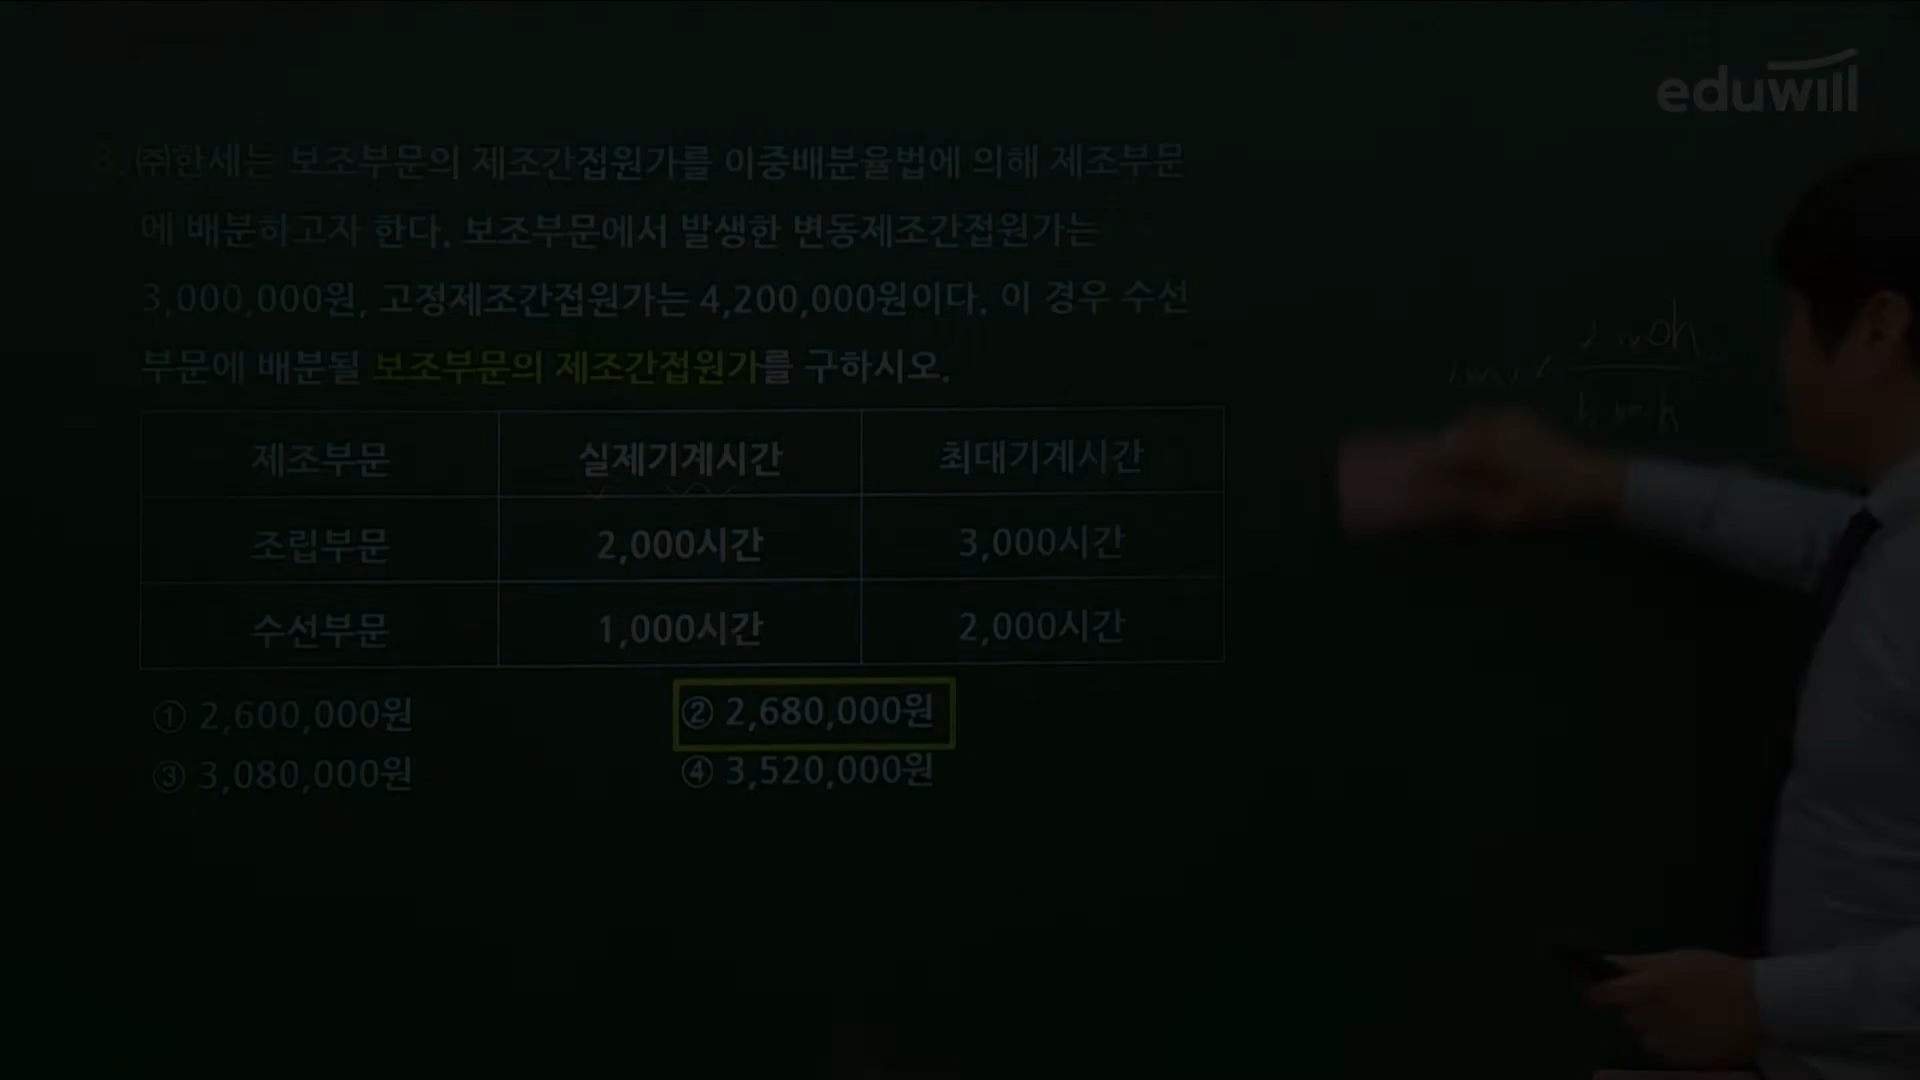 eduwill
8. ㈜한세는 보조부문의 제조간접원가를 이중배분율법에 의해 제조부문
에 배분하고자 한다. 보조부문에서 발생한 변동제조간접원가는
3,000,000원, 고정제조간접원가는 4,200,000원이다. 이 경우 수선
부문에 배분될 보조부문의 제조간접원가를 구하시오.
제조부문 실제기계시간 최대기계시간
조립부문 2,000시간 3,000시간
수선부문 1,000시간 2,000시간
① 2,600,000원 ② 2,680,000원
③ 3,080,000원 ④ 3,520,000원